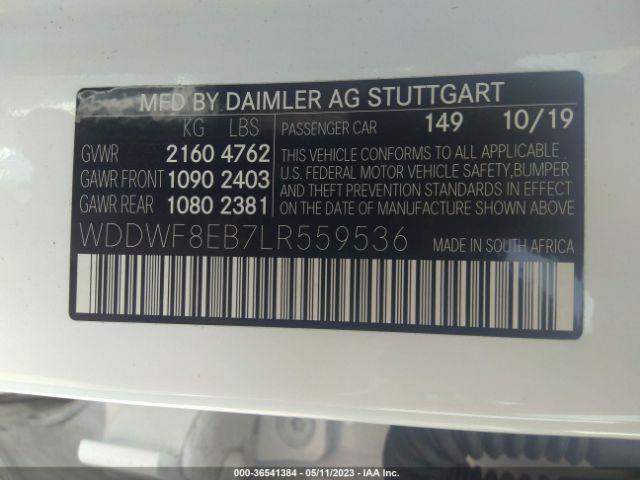 MFD BY DAIMLER AG STUTTGART
KG LBS
GVWR 2160 4762
GAWR FRONT 1090 2403
GAWR REAR 1080 2381
PASSENGER CAR 149 10/19
THIS VEHICLE CONFORMS TO ALL APPLICABLE
U.S. FEDERAL MOTOR VEHICLE SAFETY,BUMPER
AND THEFT PREVENTION STANDARDS IN EFFECT
ON THE DATE OF MANUFACTURE SHOWN ABOVE
WDDWF8EB7LR559536 MADE IN SOUTH AFRICA
000-36541384 - 05/11/2023 - IAA Inc.